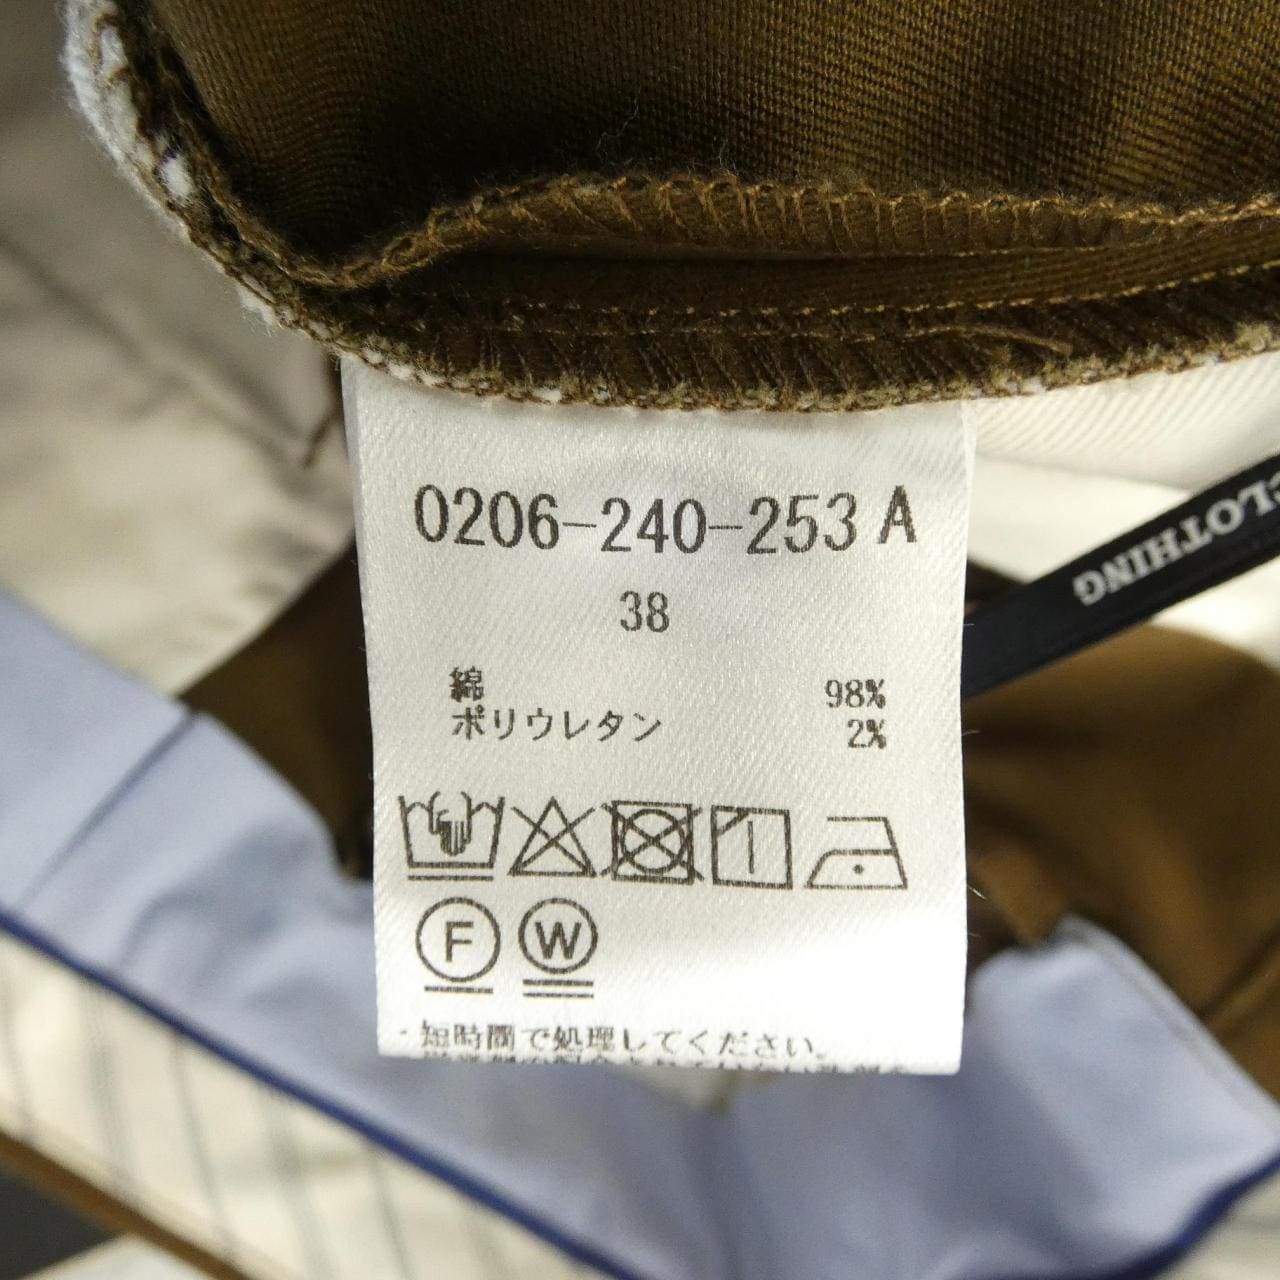 0206-240-253 A
38
綿 98%
ポリウレタン 2%
F W
・短時間で処理してください。
CLOTHING